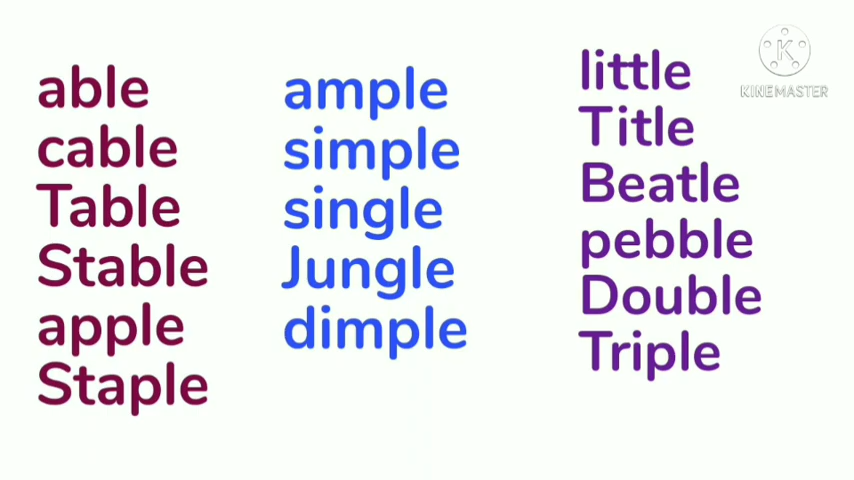 able
cable
Table
Stable
apple
Staple
ample
simple
single
Jungle
dimple
little
Title
Beatle
pebble
Double
Triple
K
KINEMASTER